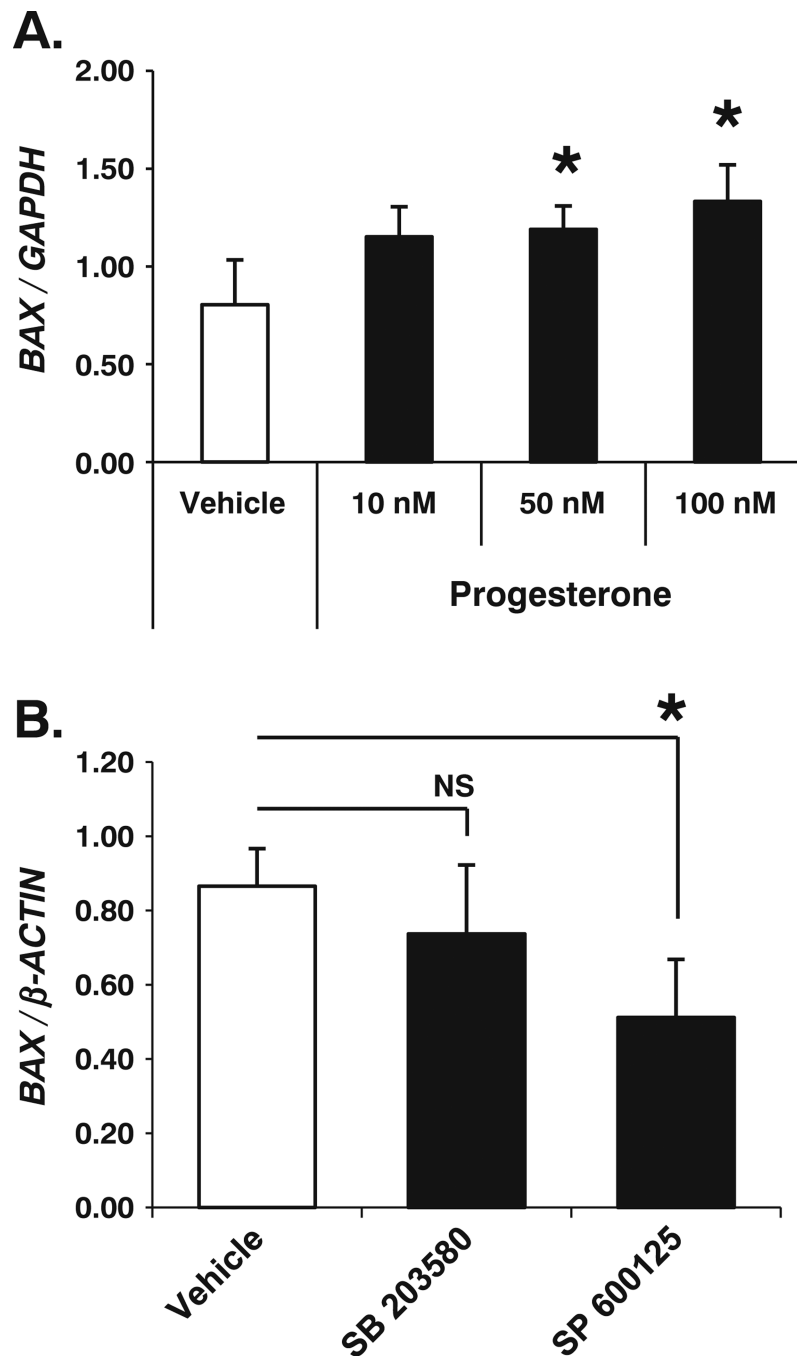 A.
BAX / GAPDH
2.00
1.50
1.00
0.50
0.00
*
*
Vehicle 10 nM 50 nM 100 nM
Progesterone
B.
BAX / β-ACTIN
1.20
1.00
0.80
0.60
0.40
0.20
0.00
*
NS
Vehicle
SB 203580
SP 600125